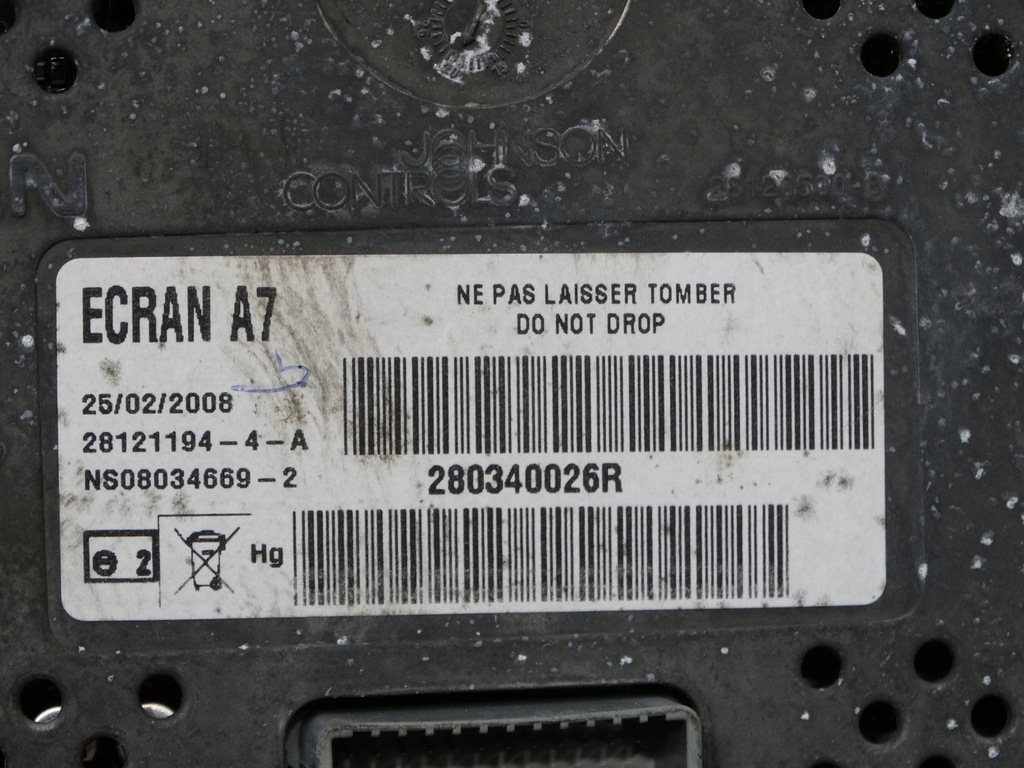 JOHNSON
CONTROLS
N
ECRAN A7
NE PAS LAISSER TOMBER
DO NOT DROP
25/02/2008
28121194-4-A
NS08034669-2
280340026R
2
Hg